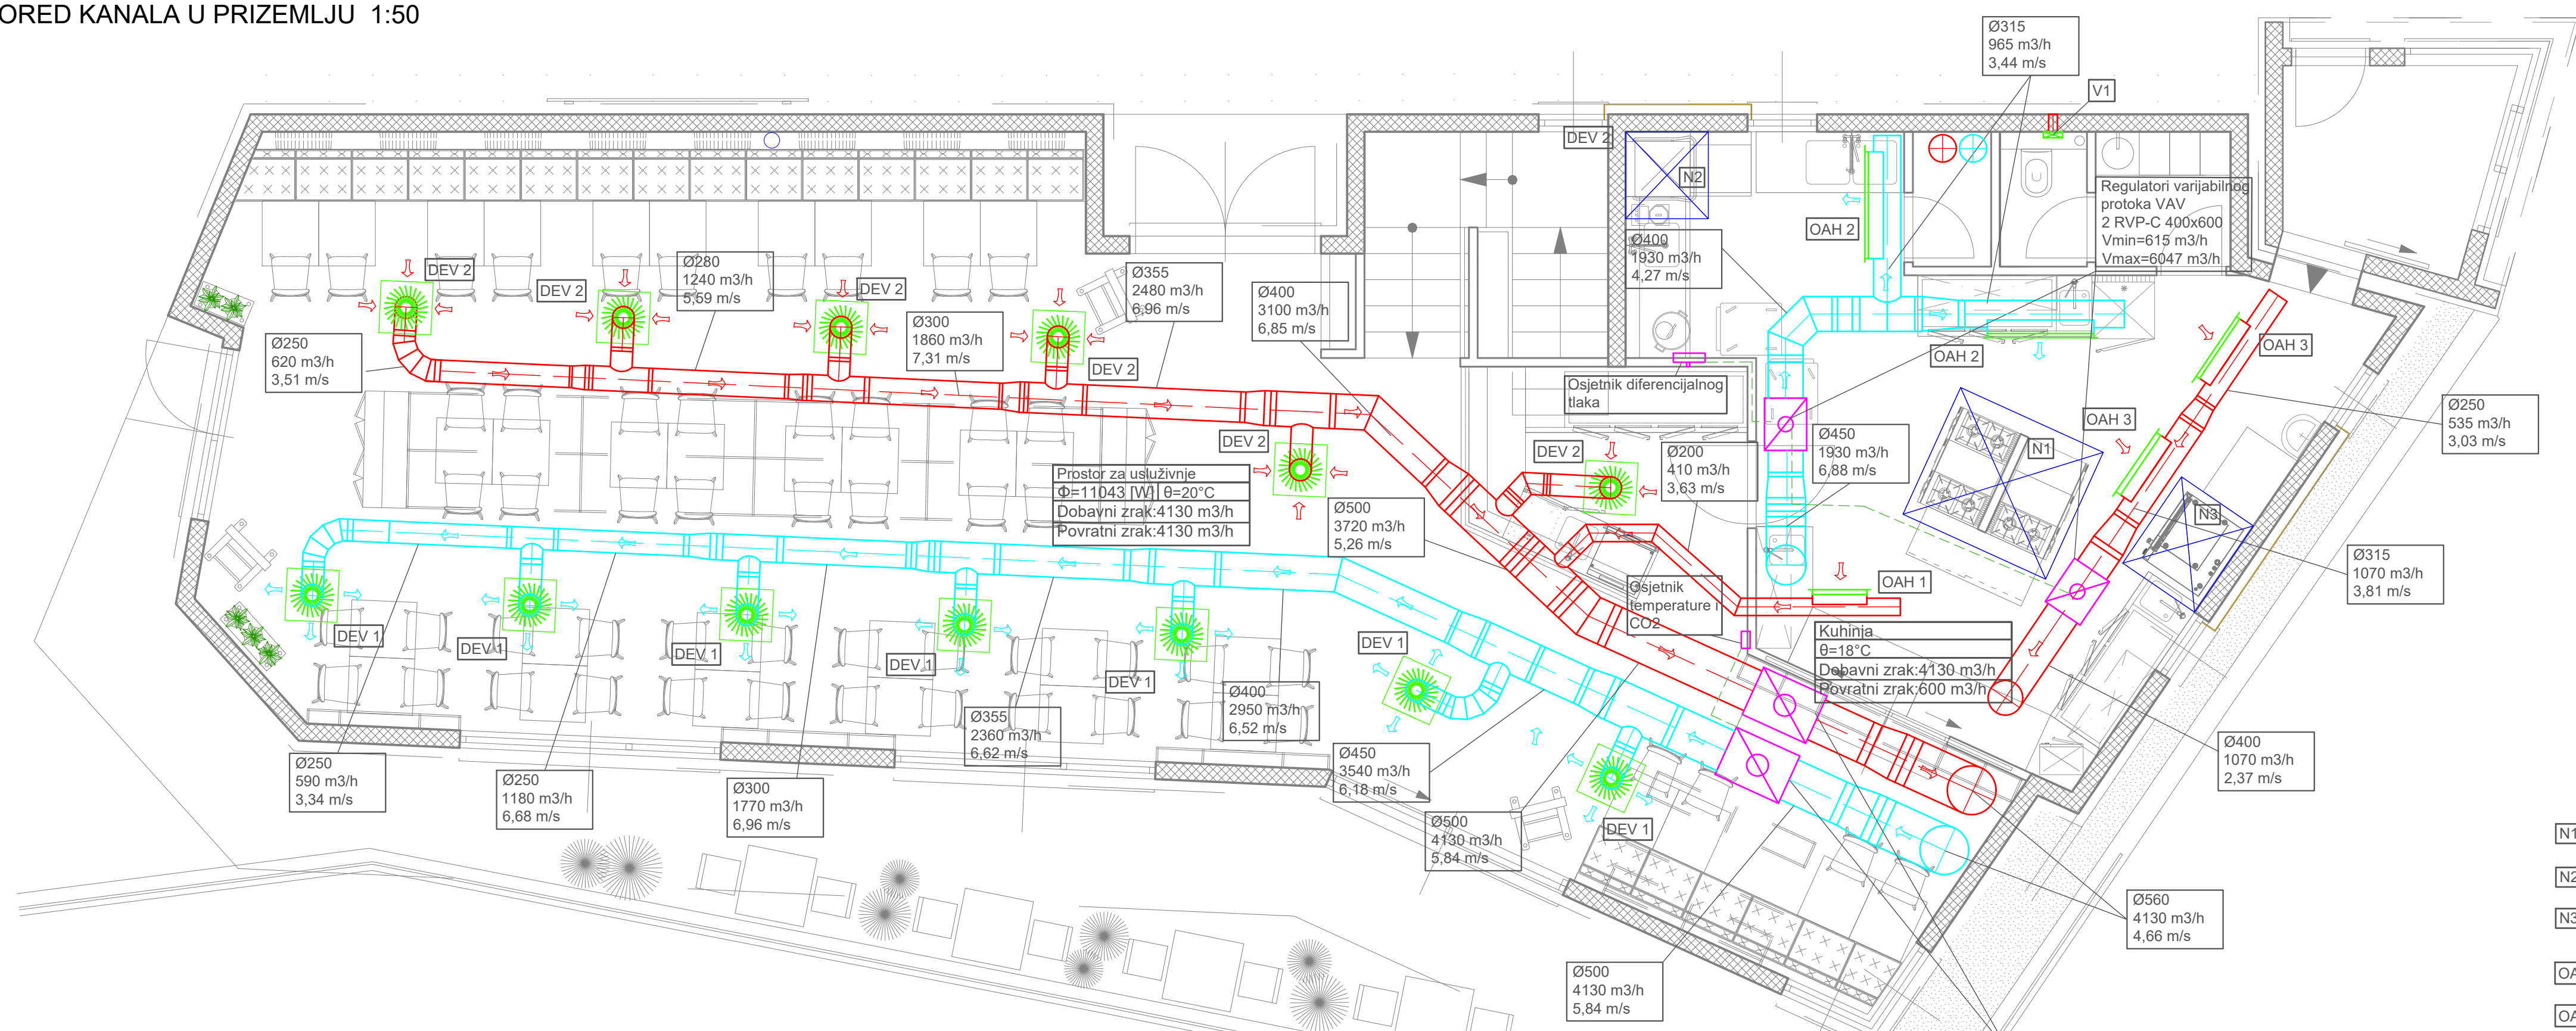 ORED KANALA U PRIZEMLJU 1:50
Ø315
965 m3/h
3,44 m/s
V1
DEV 2
N2
Regulatori varijabilnog
protoka VAV
2 RVP-C 400x600
Vmin=615 m3/h
Vmax=6047 m3/h
OAH 2
Ø400
1930 m3/h
4,27 m/s
DEV 2
DEV 2
DEV 2
Ø280
1240 m3/h
5,59 m/s
Ø355
2480 m3/h
6,96 m/s
Ø400
3100 m3/h
6,85 m/s
Ø300
1860 m3/h
7,31 m/s
Ø250
620 m3/h
3,51 m/s
DEV 2
OAH 2
OAH 3
Osjetnik diferencijalnog
tlaka
Ø250
535 m3/h
3,03 m/s
OAH 3
DEV 2
DEV 2
Ø200
410 m3/h
3,63 m/s
Ø450
1930 m3/h
6,88 m/s
N1
Prostor za usluživnje
Φ=11043 [W] θ=20°C
Dobavni zrak:4130 m3/h
Povratni zrak:4130 m3/h
Ø500
3720 m3/h
5,26 m/s
N3
Ø315
1070 m3/h
3,81 m/s
OAH 1
Osjetnik
temperature i
CO2
Kuhinja
θ=18°C
Dobavni zrak:4130 m3/h
Povratni zrak:600 m3/h
DEV 1
DEV 1
DEV 1
DEV 1
DEV 1
DEV 1
Ø400
2950 m3/h
6,52 m/s
Ø355
2360 m3/h
6,62 m/s
Ø450
3540 m3/h
6,18 m/s
Ø400
1070 m3/h
2,37 m/s
Ø250
590 m3/h
3,34 m/s
Ø250
1180 m3/h
6,68 m/s
Ø300
1770 m3/h
6,96 m/s
Ø500
4130 m3/h
5,84 m/s
DEV 1
N1
N2
N3
Ø560
4130 m3/h
4,66 m/s
Ø500
4130 m3/h
5,84 m/s
OA
OA